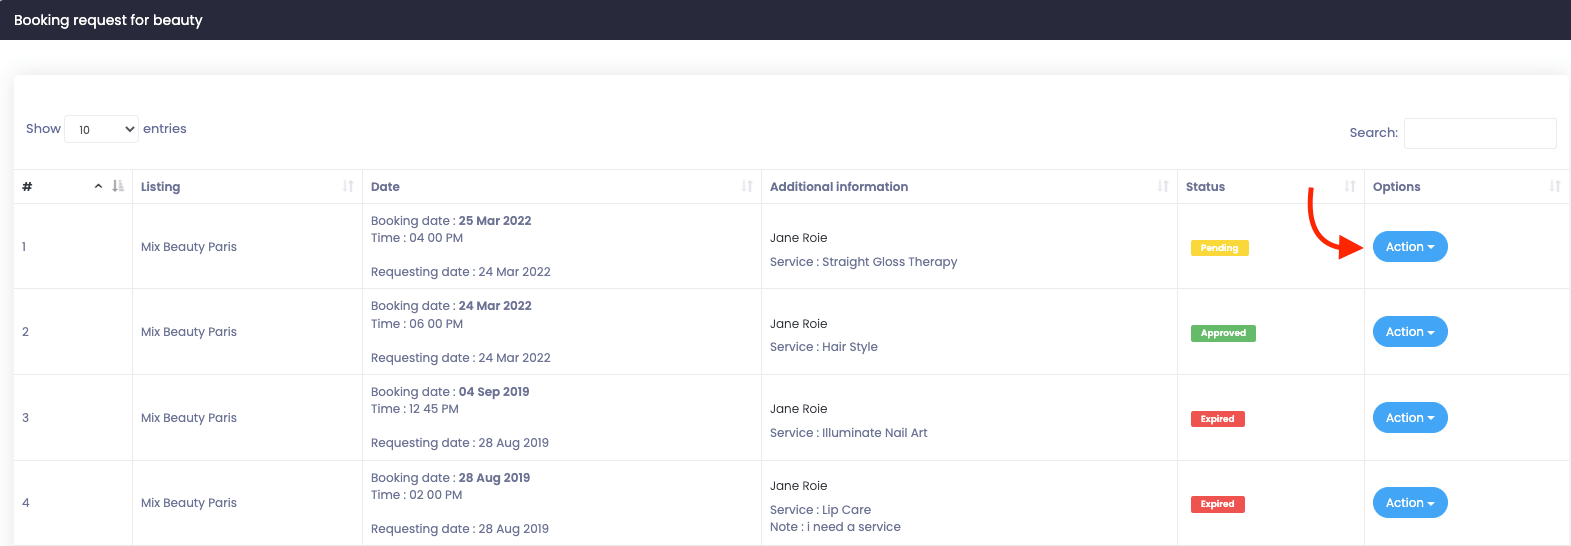 Booking request for beauty
Show 10 entries
Search:
# Listing Date Additional information Status Options
1 Mix Beauty Paris
Booking date : 25 Mar 2022
Time : 04 00 PM
Requesting date : 24 Mar 2022
Jane Roie
Service : Straight Gloss Therapy
Pending
Action
2 Mix Beauty Paris
Booking date : 24 Mar 2022
Time : 06 00 PM
Requesting date : 24 Mar 2022
Jane Roie
Service : Hair Style
Approved
Action
3 Mix Beauty Paris
Booking date : 04 Sep 2019
Time : 12 45 PM
Requesting date : 28 Aug 2019
Jane Roie
Service : Illuminate Nail Art
Expired
Action
4 Mix Beauty Paris
Booking date : 28 Aug 2019
Time : 02 00 PM
Requesting date : 28 Aug 2019
Jane Roie
Service : Lip Care
Note : i need a service
Expired
Action